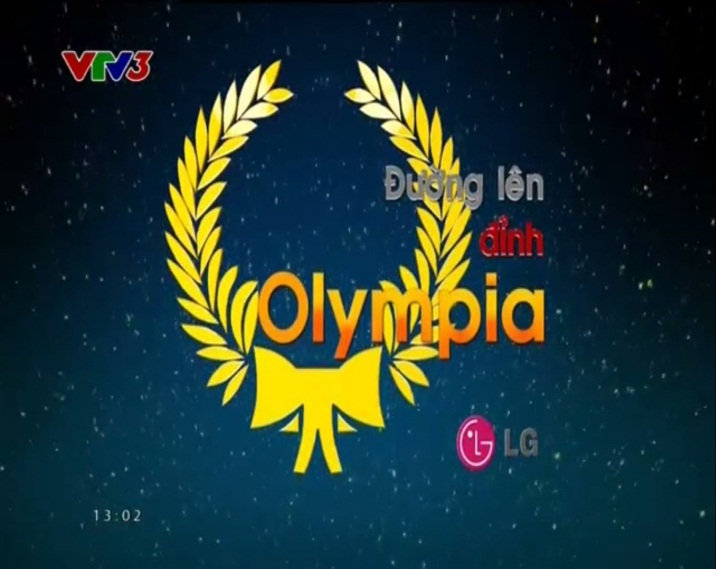 VTV3
Đường lên
đỉnh
Olympia
LG
13:02